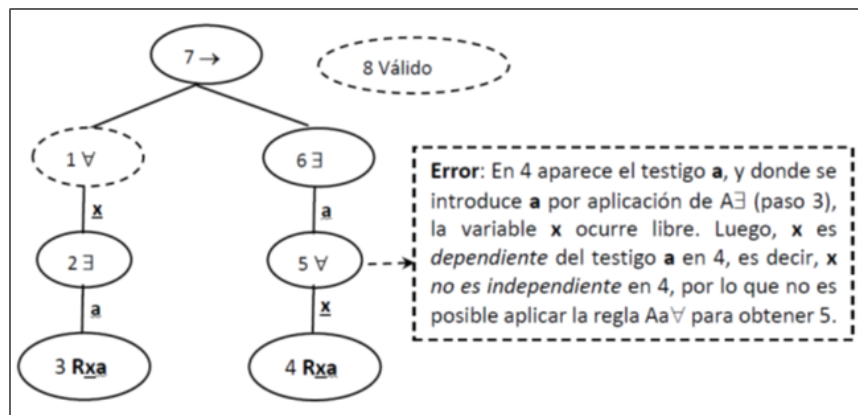 7 →
8 Válido
1 ∀
6 ∃
x
a
2 ∃
5 ∀
a
x
3 Rxa
4 Rxa
Error: En 4 aparece el testigo a, y donde se
introduce a por aplicación de A∃ (paso 3),
la variable x ocurre libre. Luego, x es
dependiente del testigo a en 4, es decir, x
no es independiente en 4, por lo que no es
posible aplicar la regla Aa∀ para obtener 5.